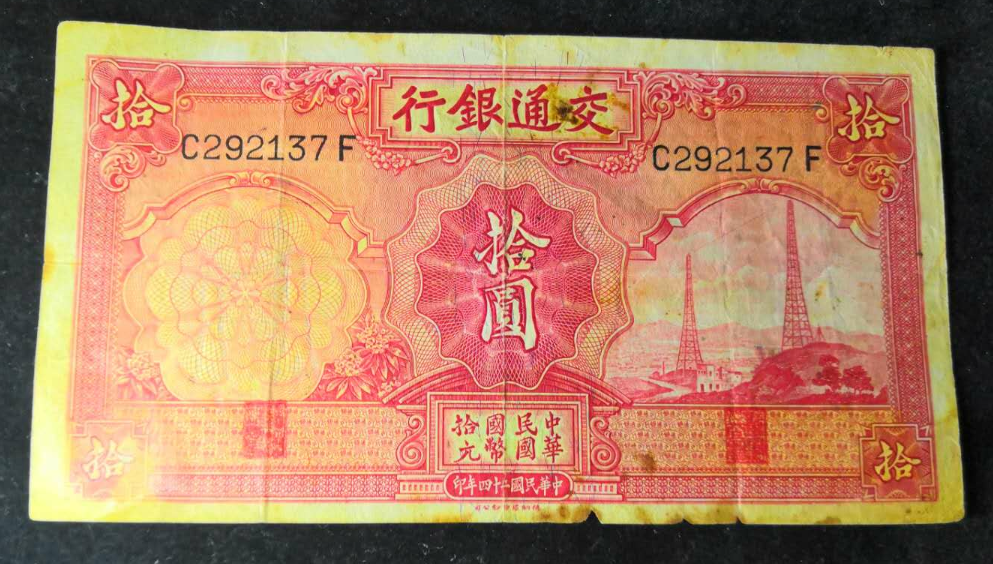 拾
交通銀行
拾
C292137 F
C292137 F
拾圓
中華
民國
國幣
拾元
中華民國二十四年印
拾
拾